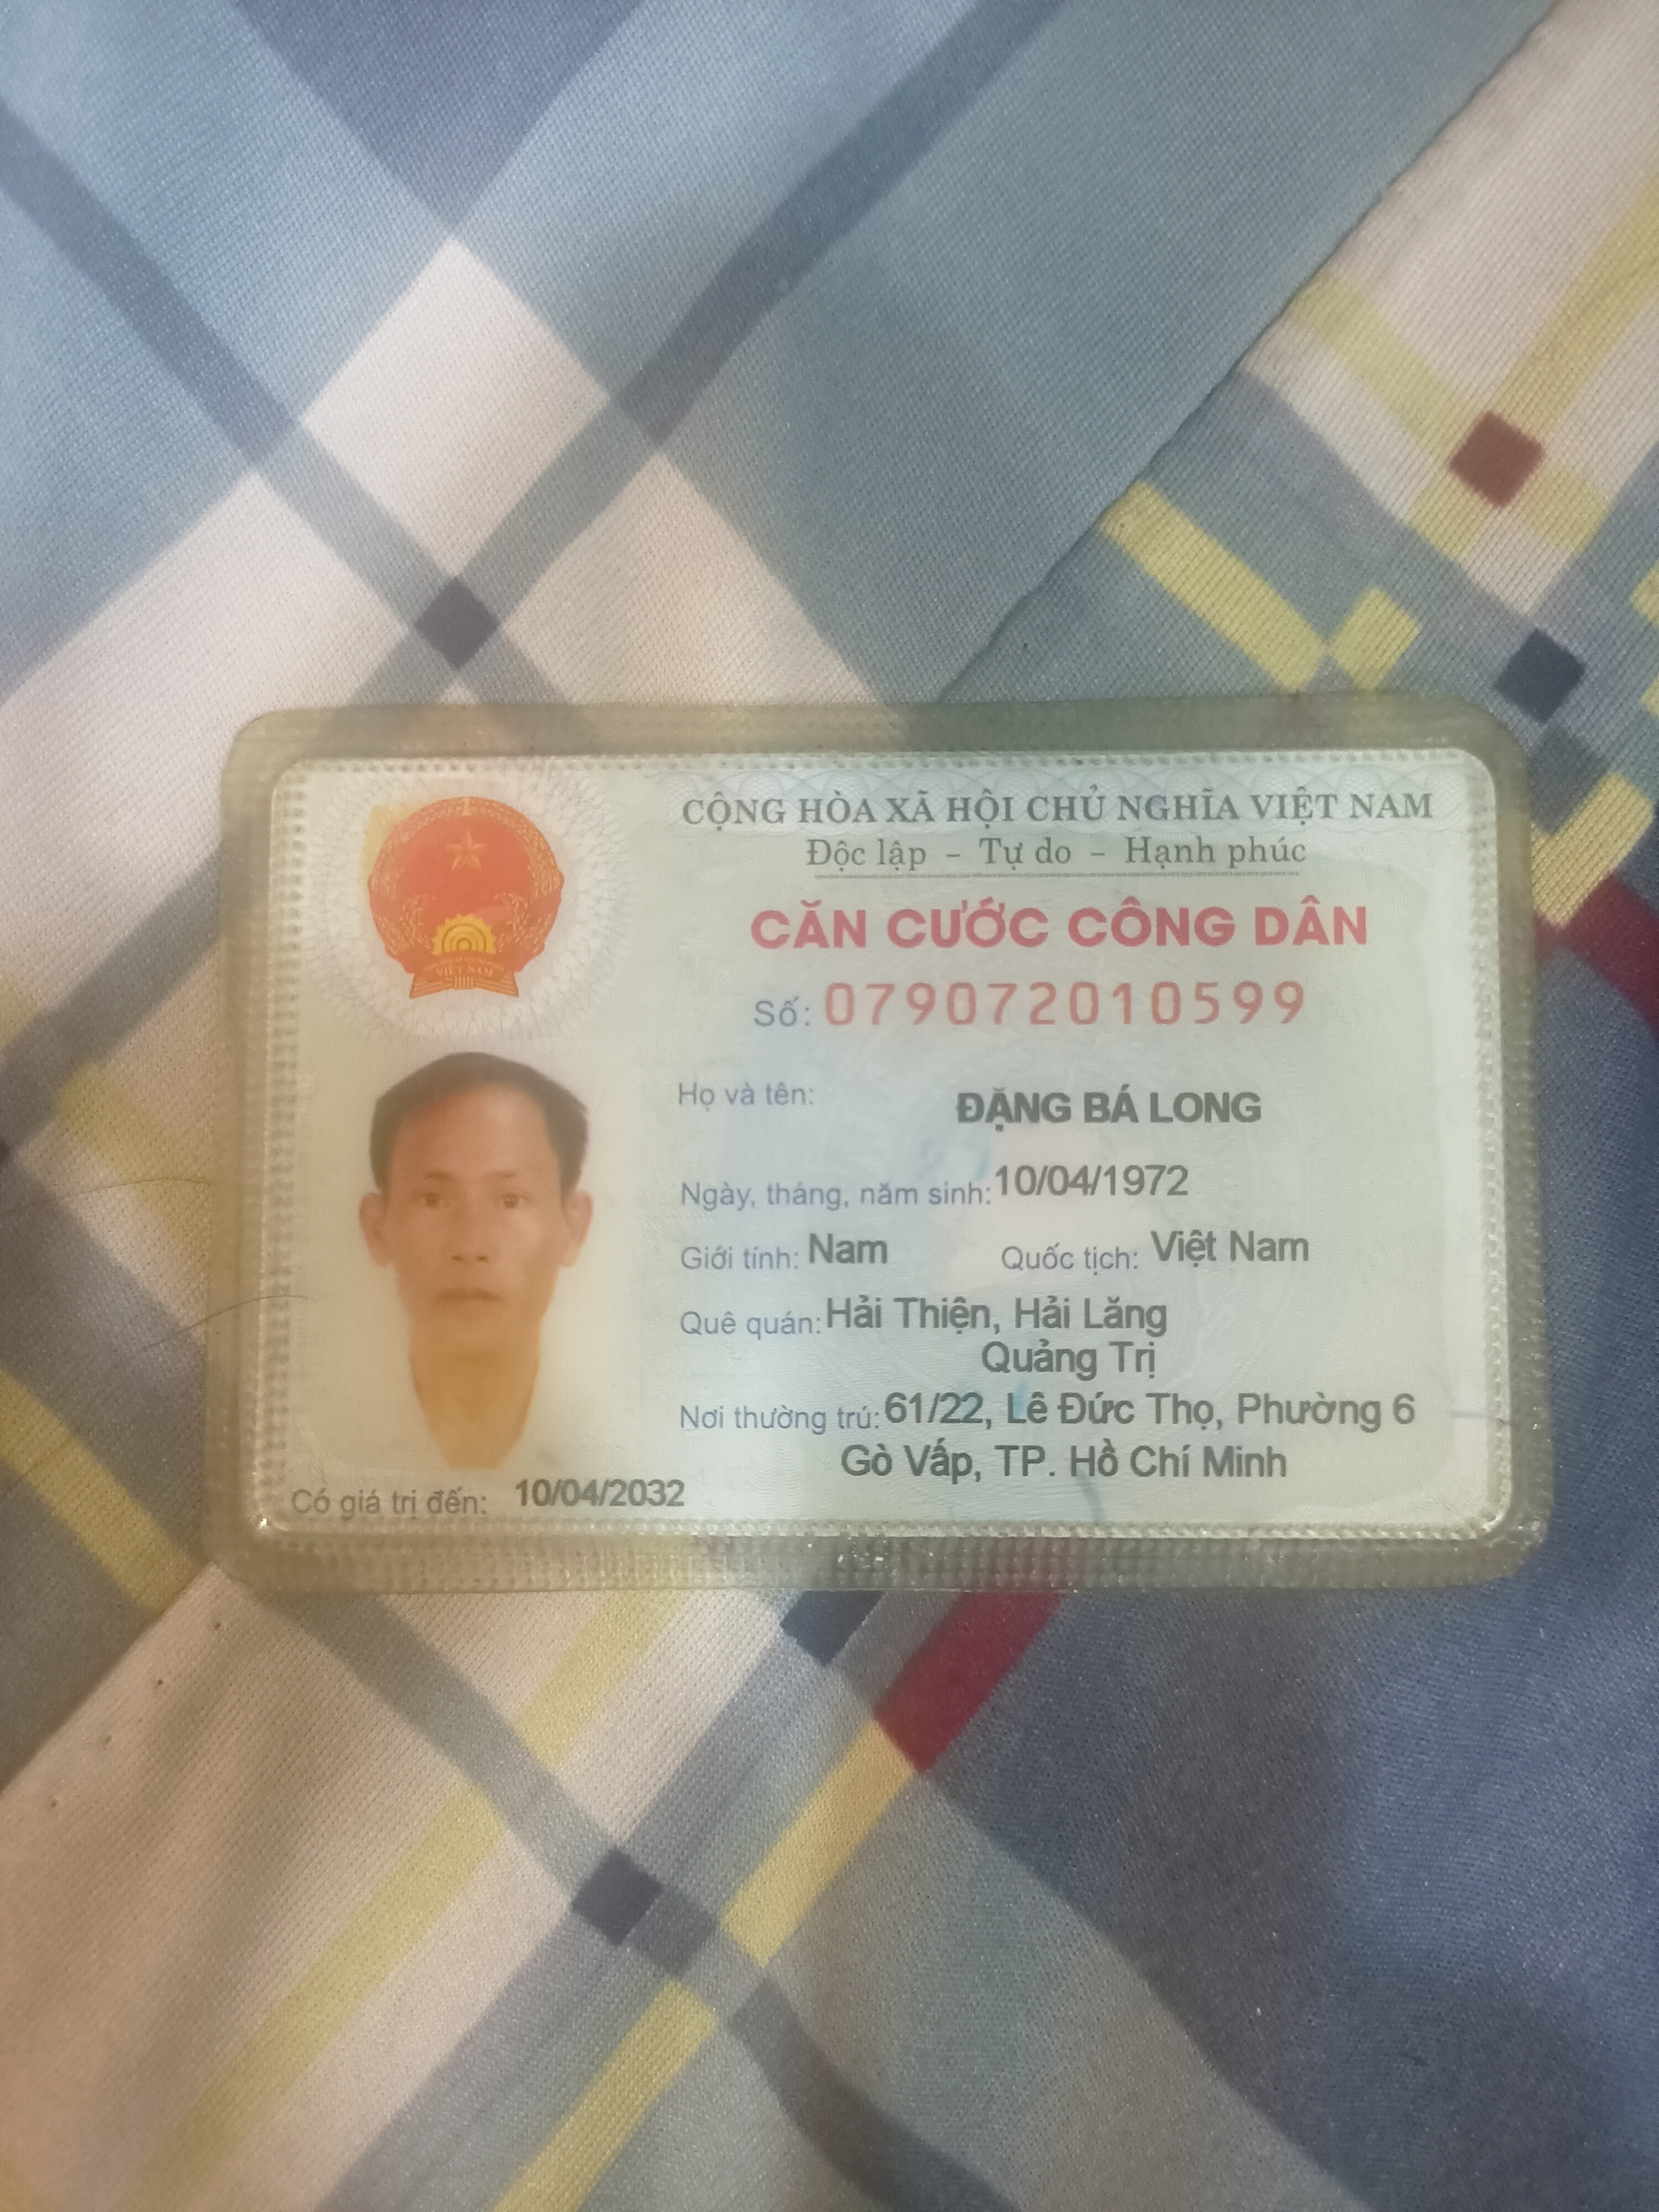 CỘNG HÒA XÃ HỘI CHỦ NGHĨA VIỆT NAM
Độc lập – Tự do – Hạnh phúc
CĂN CƯỚC CÔNG DÂN
Số: 079072010599
Họ và tên: ĐẶNG BÁ LONG
Ngày, tháng, năm sinh: 10/04/1972
Giới tính: Nam Quốc tịch: Việt Nam
Quê quán: Hải Thiện, Hải Lăng
Quảng Trị
Nơi thường trú: 61/22, Lê Đức Thọ, Phường 6
Gò Vấp, TP. Hồ Chí Minh
Có giá trị đến: 10/04/2032
VIỆT NAM